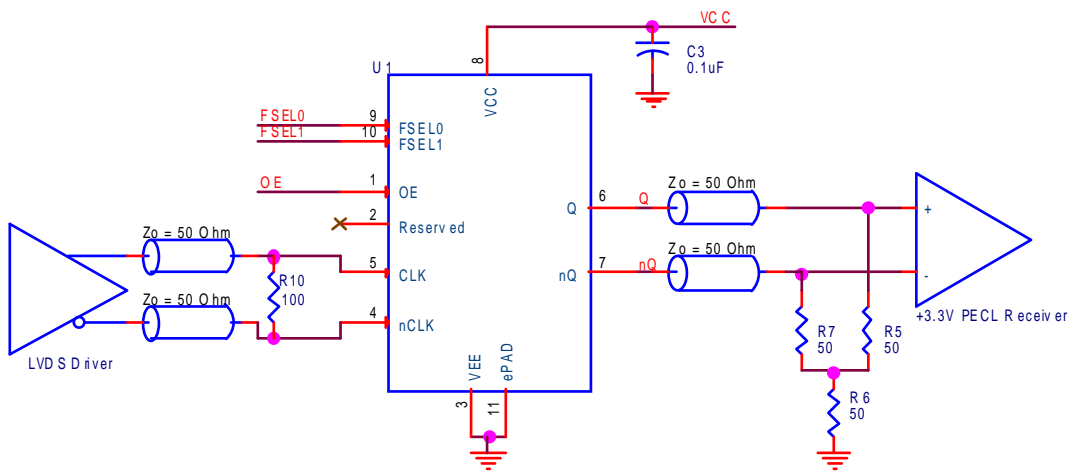 VCC
C3
0.1uF
U1
8
VCC
FSEL0
9
FSEL0
FSEL1
10
FSEL1
OE
1
OE
2
Reserved
Zo = 50 Ohm
R10
100
5
CLK
Zo = 50 Ohm
4
nCLK
LVDS Driver
VEE
ePAD
3
11
Q
6
Q
Zo = 50 Ohm
+
nQ
7
nQ
Zo = 50 Ohm
-
+3.3V PECL Receiver
R7
50
R5
50
R6
50